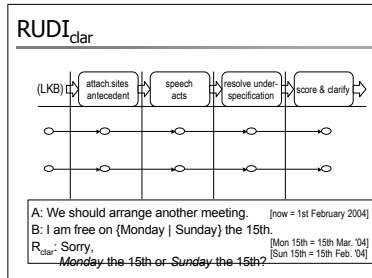 RUDIclar
(LKB)
attach.sites
antecedent
speech
acts
resolve under-
specification
score & clarify
A: We should arrange another meeting. [now = 1st February 2004]
B: I am free on {Monday | Sunday} the 15th.
Rclar: Sorry, [Mon 15th = 15th Mar. '04]
Monday the 15th or Sunday the 15th? [Sun 15th = 15th Feb. '04]